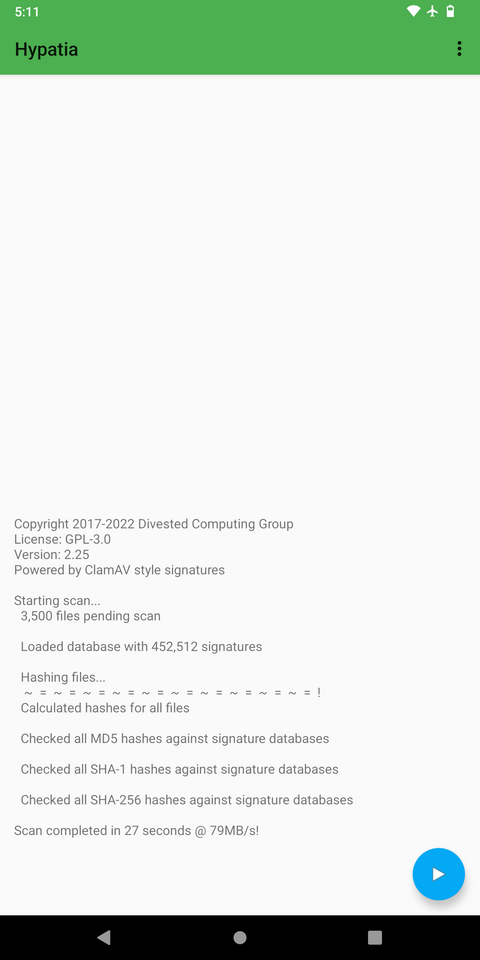 5:11
Hypatia
Copyright 2017-2022 Divested Computing Group
License: GPL-3.0
Version: 2.25
Powered by ClamAV style signatures
Starting scan...
3,500 files pending scan
Loaded database with 452,512 signatures
Hashing files...
~ = ~ = ~ = ~ = ~ = ~ = ~ = ~ = ~ = ~ = !
Calculated hashes for all files
Checked all MD5 hashes against signature databases
Checked all SHA-1 hashes against signature databases
Checked all SHA-256 hashes against signature databases
Scan completed in 27 seconds @ 79MB/s!